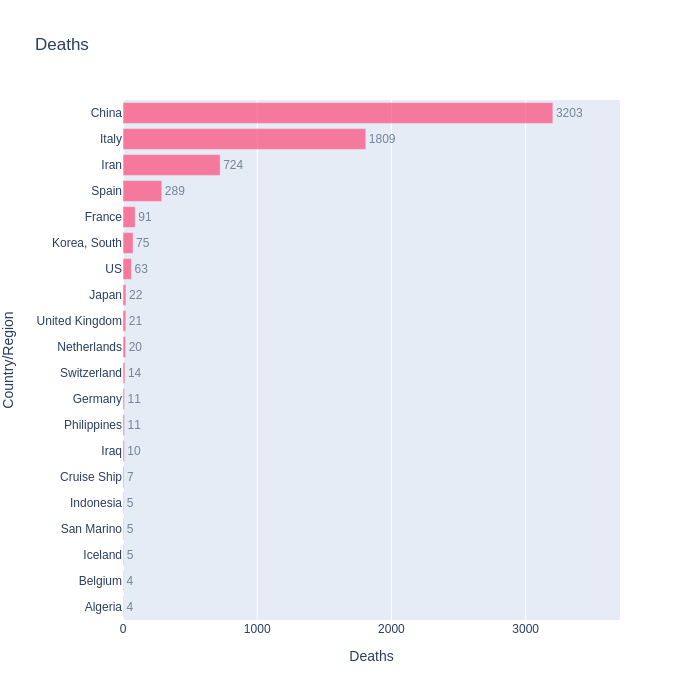 Deaths
China 3203
Italy 1809
Iran 724
Spain 289
France 91
Korea, South 75
US 63
Japan 22
United Kingdom 21
Netherlands 20
Switzerland 14
Germany 11
Philippines 11
Iraq 10
Cruise Ship 7
Indonesia 5
San Marino 5
Iceland 5
Belgium 4
Algeria 4
0 1000 2000 3000
Deaths
Country/Region